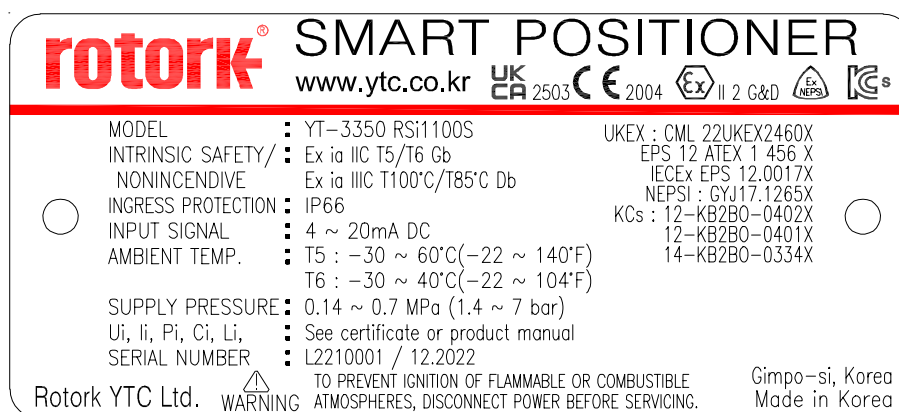 rotork® SMART POSITIONER
www.ytc.co.kr UK CA 2503 CE 2004 Ex II 2 G&D Ex NEPSI KCs
MODEL : YT-3350 RSi1100S
INTRINSIC SAFETY/ : Ex ia IIC T5/T6 Gb
NONINCENDIVE Ex ia IIIC T100°C/T85°C Db
INGRESS PROTECTION : IP66
INPUT SIGNAL : 4 ~ 20mA DC
AMBIENT TEMP. : T5 : -30 ~ 60°C(-22 ~ 140°F)
T6 : -30 ~ 40°C(-22 ~ 104°F)
SUPPLY PRESSURE : 0.14 ~ 0.7 MPa (1.4 ~ 7 bar)
Ui, Ii, Pi, Ci, Li, : See certificate or product manual
SERIAL NUMBER : L2210001 / 12.2022
UKEX : CML 22UKEX2460X
EPS 12 ATEX 1 456 X
IECEx EPS 12.0017X
NEPSI : GYJ17.1265X
KCs : 12-KB2BO-0402X
12-KB2BO-0401X
14-KB2BO-0334X
Rotork YTC Ltd.
WARNING
TO PREVENT IGNITION OF FLAMMABLE OR COMBUSTIBLE
ATMOSPHERES, DISCONNECT POWER BEFORE SERVICING.
Gimpo-si, Korea
Made in Korea